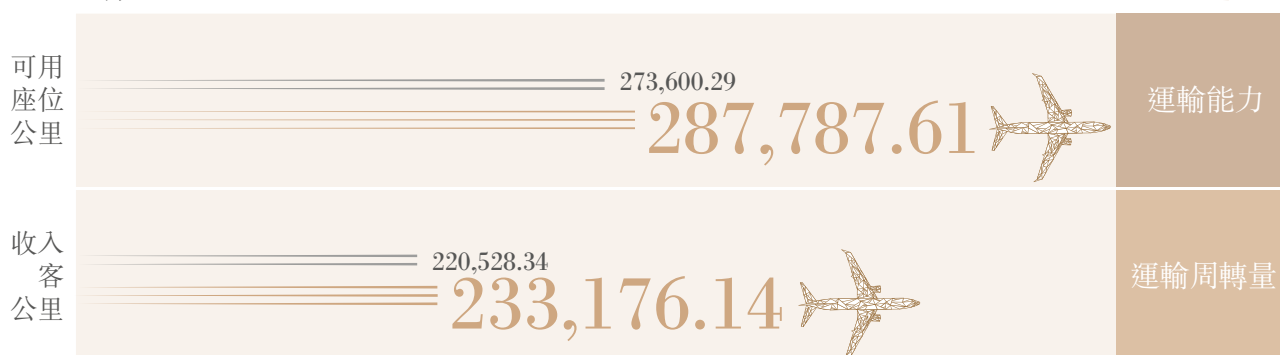 可用
座位
公里
273,600.29
287,787.61
運輸能力
收入
客
公里
220,528.34
233,176.14
運輸周轉量